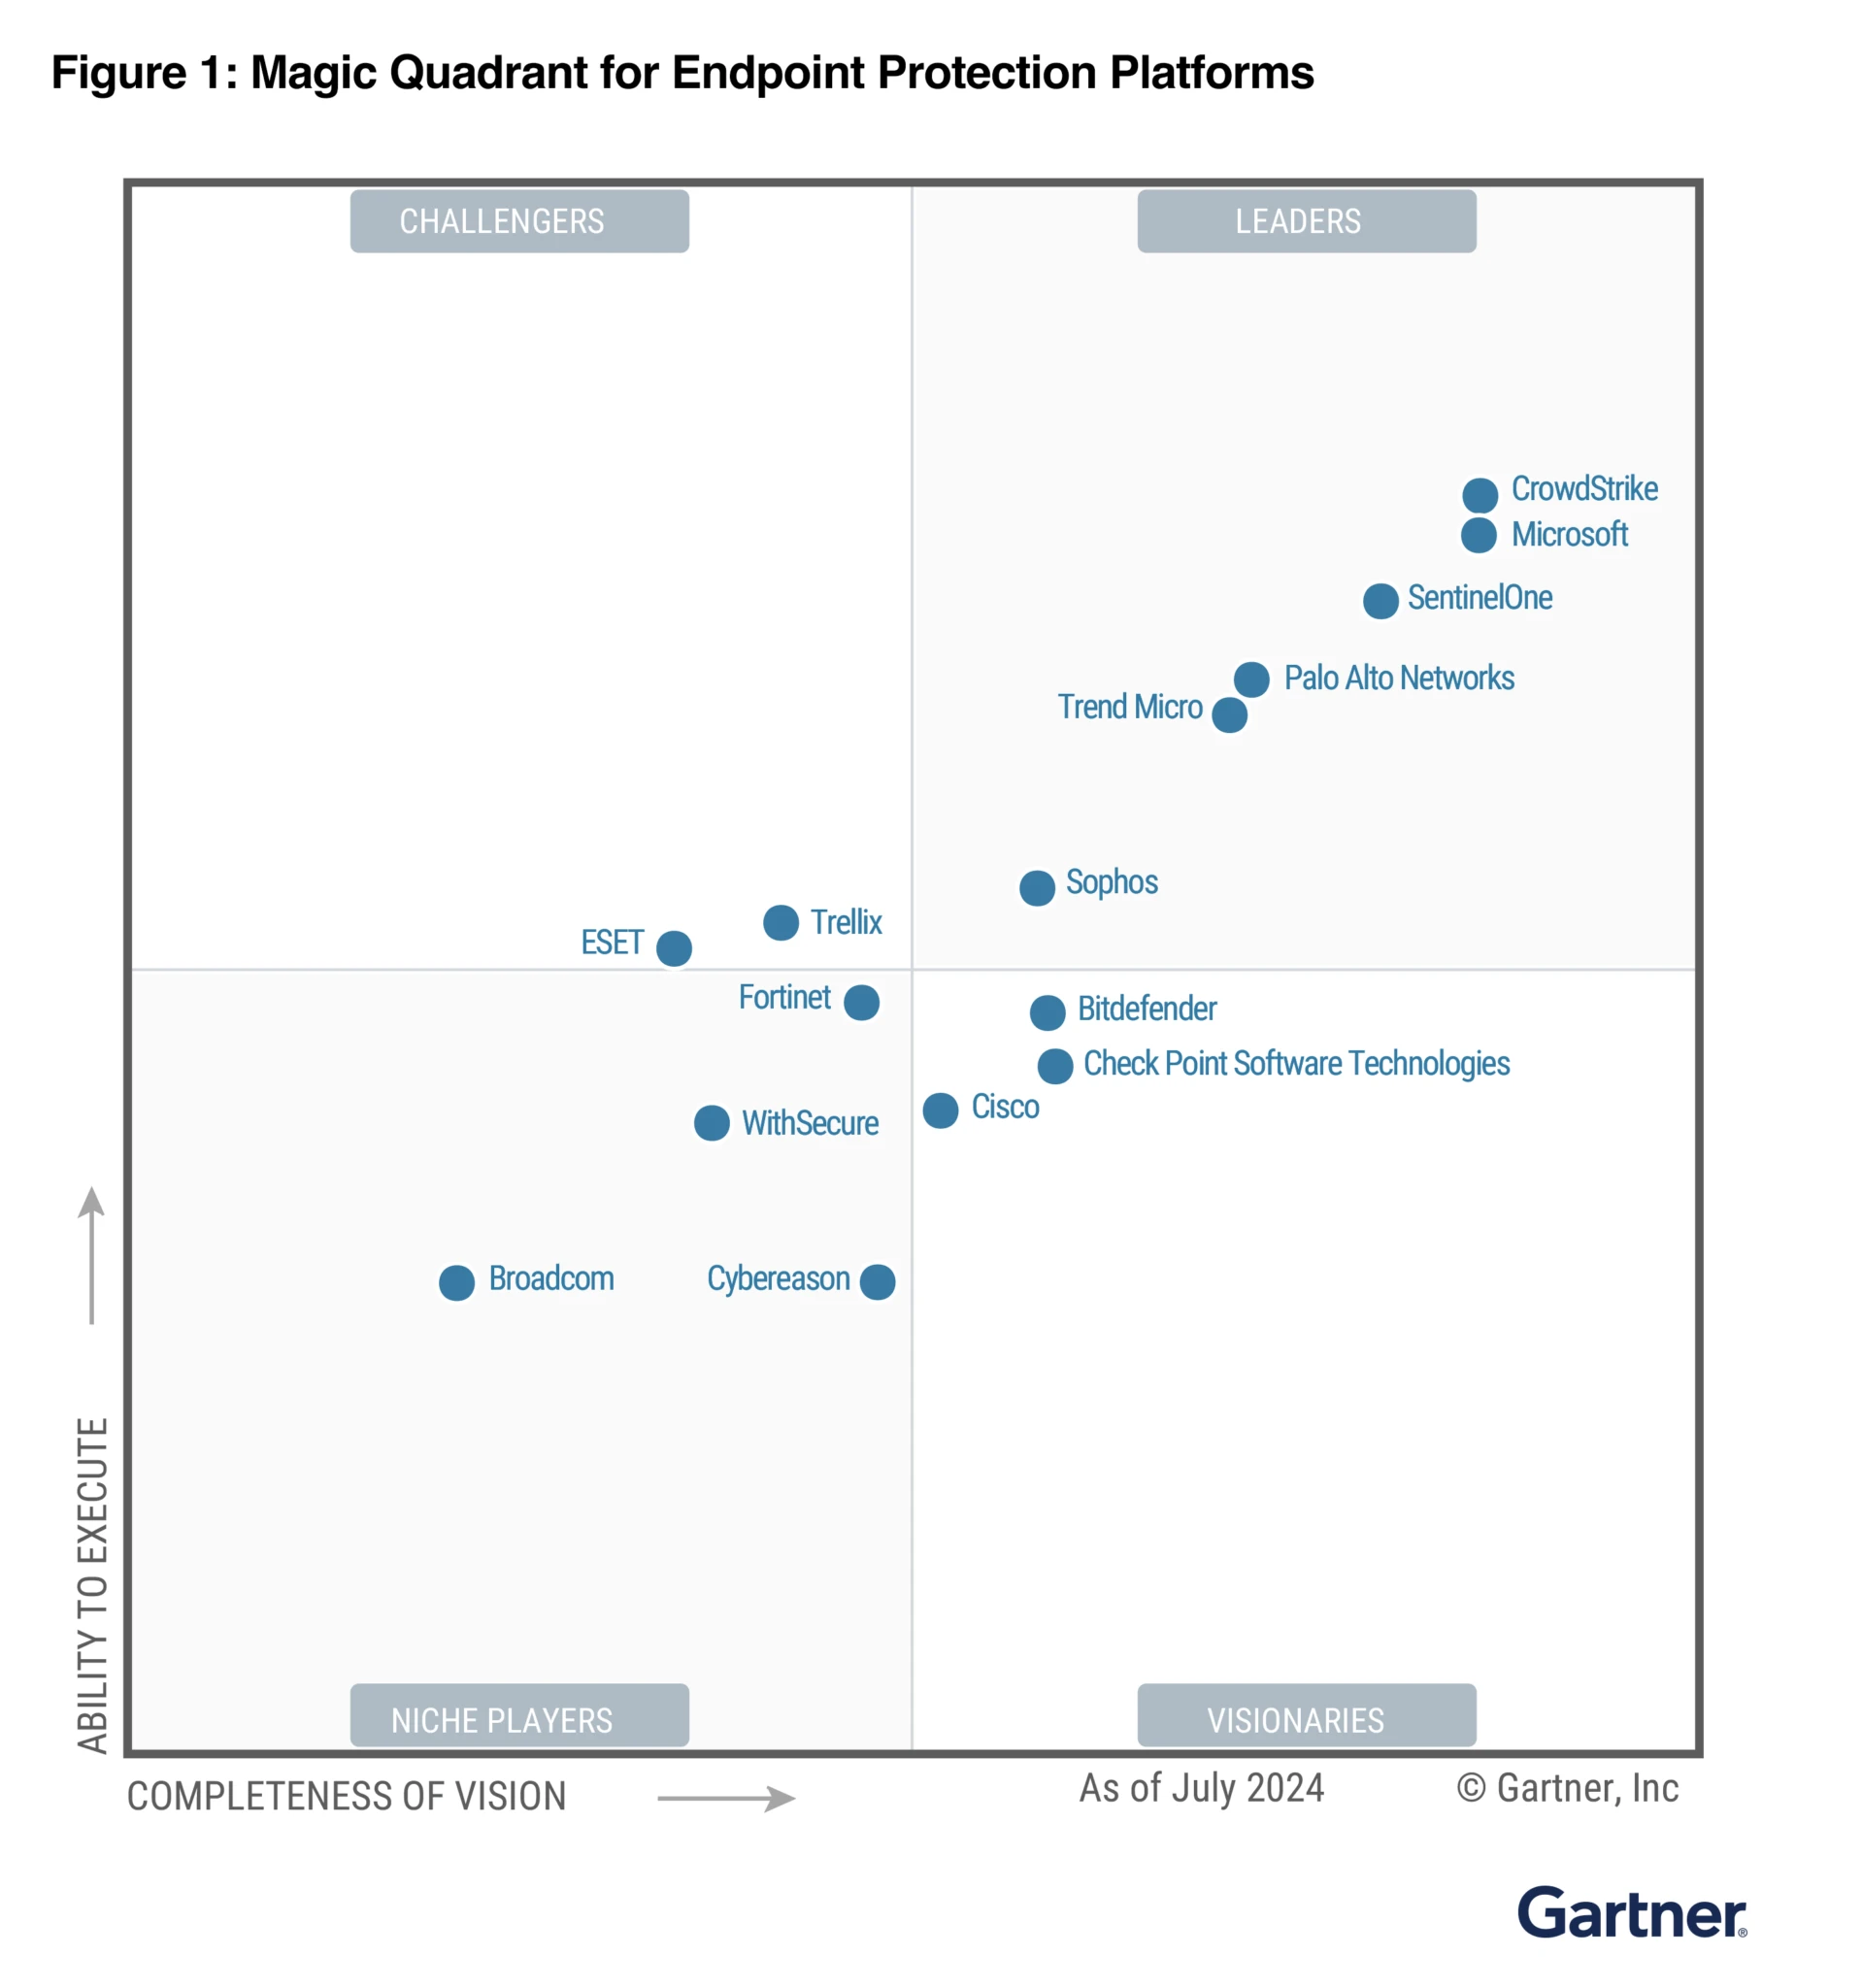 Figure 1: Magic Quadrant for Endpoint Protection Platforms
CHALLENGERS
LEADERS
CrowdStrike
Microsoft
SentinelOne
Palo Alto Networks
Trend Micro
Sophos
Trellix
ESET
Fortinet
Bitdefender
Check Point Software Technologies
Cisco
WithSecure
Broadcom
Cybereason
NICHE PLAYERS
VISIONARIES
ABILITY TO EXECUTE
COMPLETENESS OF VISION
As of July 2024
© Gartner, Inc
Gartner®